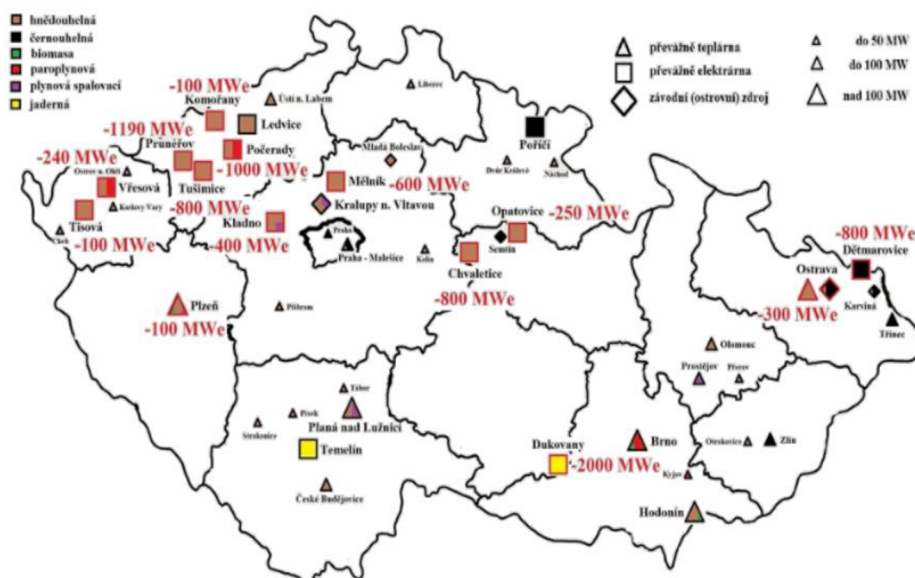 hnědouhelná
černouhelná
biomasa
paroplynová
plynová spalovací
jaderná
převážně teplárna
převážně elektrárna
závodní (ostrovní) zdroj
do 50 MW
do 100 MW
nad 100 MW
-100 MWe
Komořany
Ústí n. Labem
Liberec
Ledvice
-1190 MWe
Prunéřov
Počerady
-1000 MWe
Poříčí
Mladá Boleslav
Dvůr Králové
Náchod
-240 MWe
Ostrov n. Ohří
Vřesová
Tušimice
Mělník
-600 MWe
Karlovy Vary
-800 MWe
Kralupy n. Vltavou
Tisová
Cheb
-100 MWe
Kladno
-400 MWe
Praha
Praha - Malešice
Kolín
Opatovice
-250 MWe
Semtín
Chvaletice
-800 MWe
-800 MWe
Dětmarovice
Ostrava
Karviná
-300 MWe
Třinec
Plzeň
-100 MWe
Příbram
Olomouc
Prostějov
Přerov
Tábor
Písek
Strakonice
Planá nad Lužnicí
Temelín
České Budějovice
Dukovany
-2000 MWe
Brno
Otrokovice
Zlín
Kyjov
Hodonín